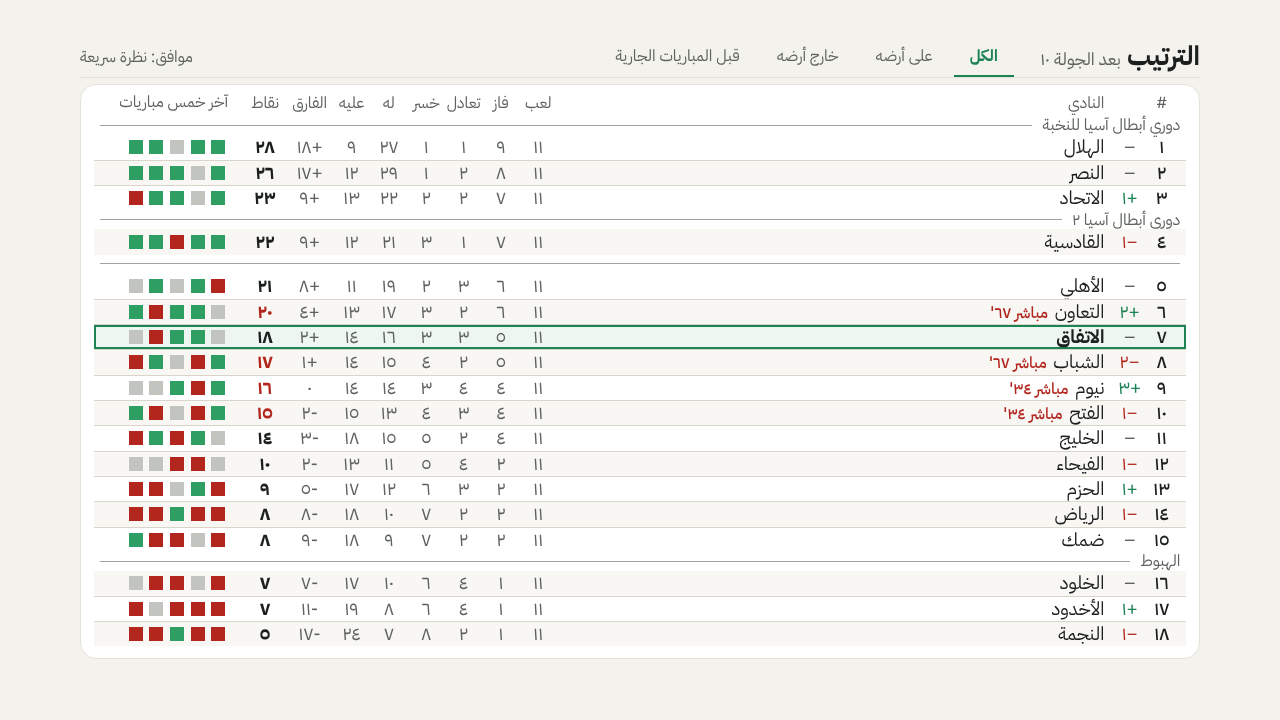 الترتيب بعد الجولة ١٠ الكل على أرضه خارج أرضه قبل المباريات الجارية موافق: نظرة سريعة
# النادي لعب فاز تعادل خسر له عليه الفارق نقاط آخر خمس مباريات
دوري أبطال آسيا للنخبة
١ – الهلال ١١ ٩ ١ ١ ٢٧ ٩ +١٨ ٢٨
٢ – النصر ١١ ٨ ٢ ١ ٢٩ ١٢ +١٧ ٢٦
٣ +١ الاتحاد ١١ ٧ ٢ ٢ ٢٢ ١٣ +٩ ٢٣
دوري أبطال آسيا ٢
٤ −١ القادسية ١١ ٧ ١ ٣ ٢١ ١٢ +٩ ٢٢
٥ – الأهلي ١١ ٦ ٣ ٢ ١٩ ١١ +٨ ٢١
٦ +٢ التعاون مباشر ٦٧' ١١ ٦ ٢ ٣ ١٧ ١٣ +٤ ٢٠
٧ – الاتفاق ١١ ٥ ٣ ٣ ١٦ ١٤ +٢ ١٨
٨ −٢ الشباب مباشر ٦٧' ١١ ٥ ٢ ٤ ١٥ ١٤ +١ ١٧
٩ +٣ نيوم مباشر ٣٤' ١١ ٤ ٤ ٣ ١٤ ١٤ ٠ ١٦
١٠ −١ الفتح مباشر ٣٤' ١١ ٤ ٣ ٤ ١٣ ١٥ -٢ ١٥
١١ – الخليج ١١ ٤ ٢ ٥ ١٥ ١٨ -٣ ١٤
١٢ −١ الفيحاء ١١ ٢ ٤ ٥ ١١ ١٣ -٢ ١٠
١٣ +١ الحزم ١١ ٢ ٣ ٦ ١٢ ١٧ -٥ ٩
١٤ −١ الرياض ١١ ٢ ٢ ٧ ١٠ ١٨ -٨ ٨
١٥ – ضمك ١١ ٢ ٢ ٧ ٩ ١٨ -٩ ٨
الهبوط
١٦ – الخلود ١١ ١ ٤ ٦ ١٠ ١٧ -٧ ٧
١٧ +١ الأخدود ١١ ١ ٤ ٦ ٨ ١٩ -١١ ٧
١٨ −١ النجمة ١١ ١ ٢ ٨ ٧ ٢٤ -١٧ ٥